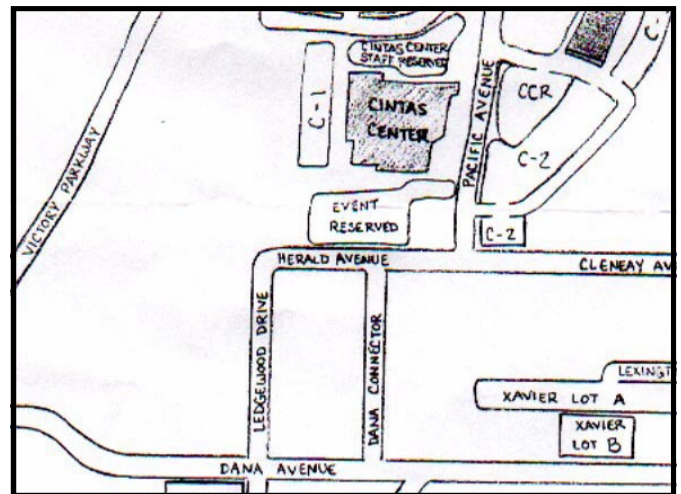 CINTAS CENTER
STAFF RESERVED
C-
VICTORY PARKWAY
C-1
CINTAS
CENTER
PACIFIC AVENUE
CCR
C-2
EVENT
RESERVED
C-2
HERALD AVENUE
CLENEAY AV
LEDGEWOOD DRIVE
DANA CONNECTOR
LEXINGT
XAVIER LOT A
XAVIER
LOT B
DANA AVENUE